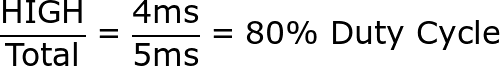 HIGH/Total = 4ms/5ms = 80% Duty Cycle